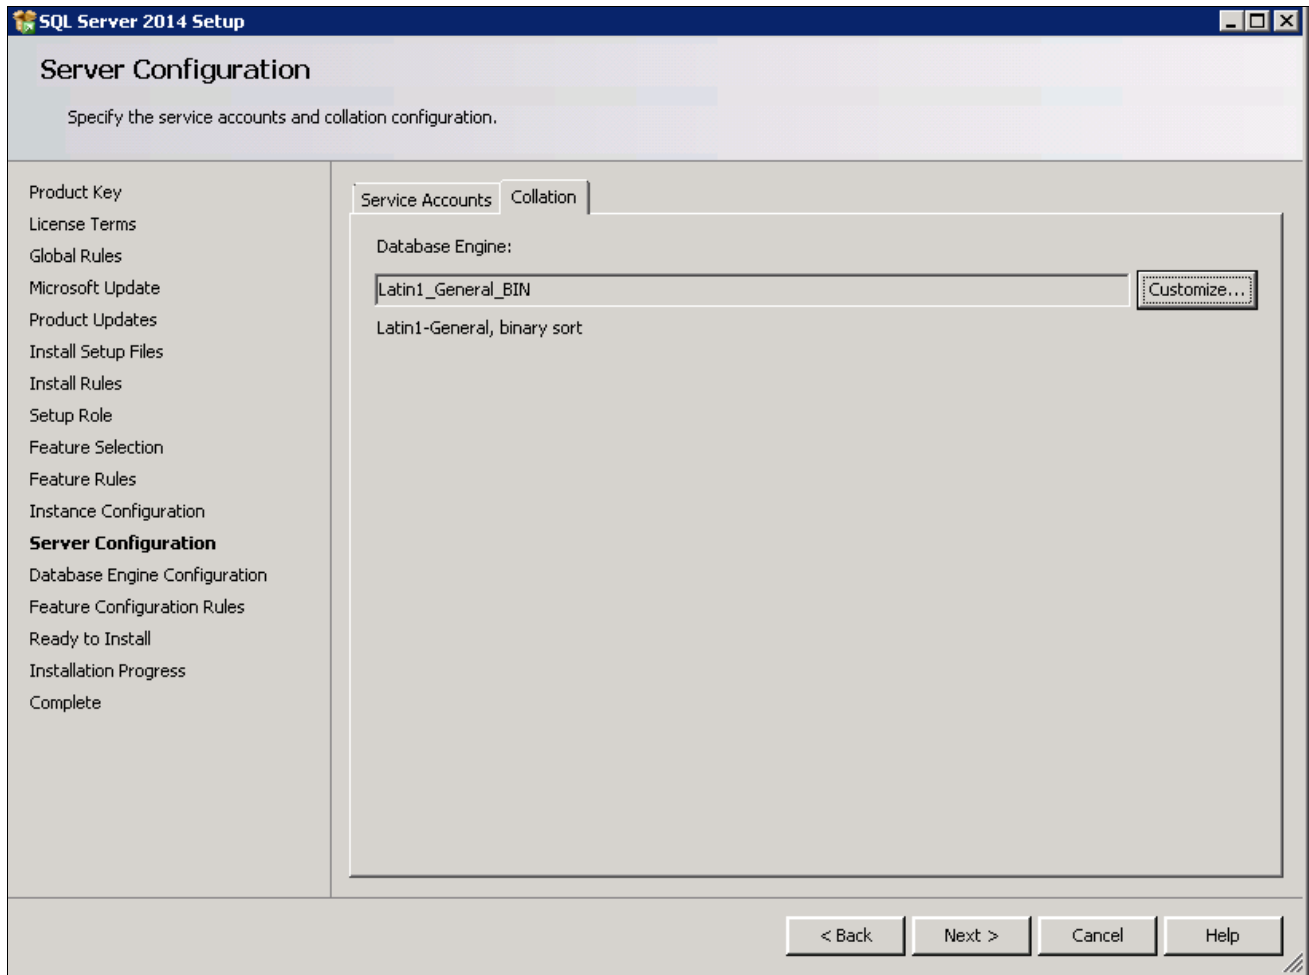 SQL Server 2014 Setup
Server Configuration
Specify the service accounts and collation configuration.
Product Key
License Terms
Global Rules
Microsoft Update
Product Updates
Install Setup Files
Install Rules
Setup Role
Feature Selection
Feature Rules
Instance Configuration
Server Configuration
Database Engine Configuration
Feature Configuration Rules
Ready to Install
Installation Progress
Complete
Service Accounts Collation
Database Engine:
Latin1_General_BIN Customize...
Latin1-General, binary sort
< Back Next > Cancel Help